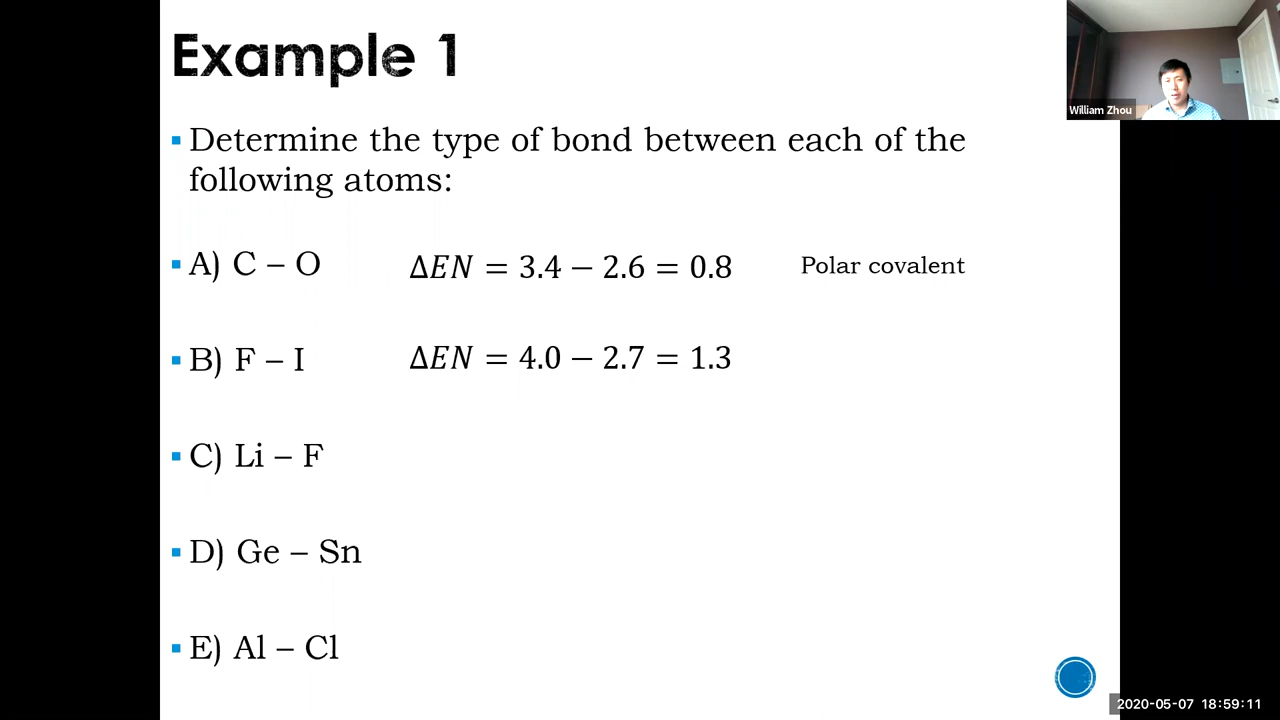 Example 1
William Zhou
Determine the type of bond between each of the
following atoms:
A) C – O
ΔEN = 3.4 − 2.6 = 0.8
Polar covalent
B) F – I
ΔEN = 4.0 − 2.7 = 1.3
C) Li – F
D) Ge – Sn
E) Al – Cl
2020-05-07 18:59:11